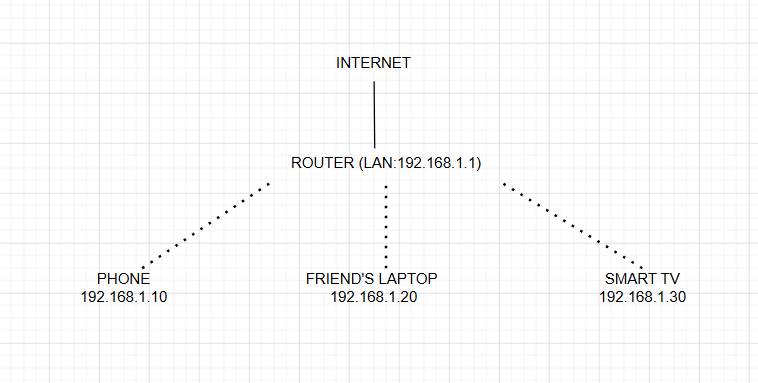 INTERNET
ROUTER (LAN:192.168.1.1)
PHONE
192.168.1.10
FRIEND'S LAPTOP
192.168.1.20
SMART TV
192.168.1.30